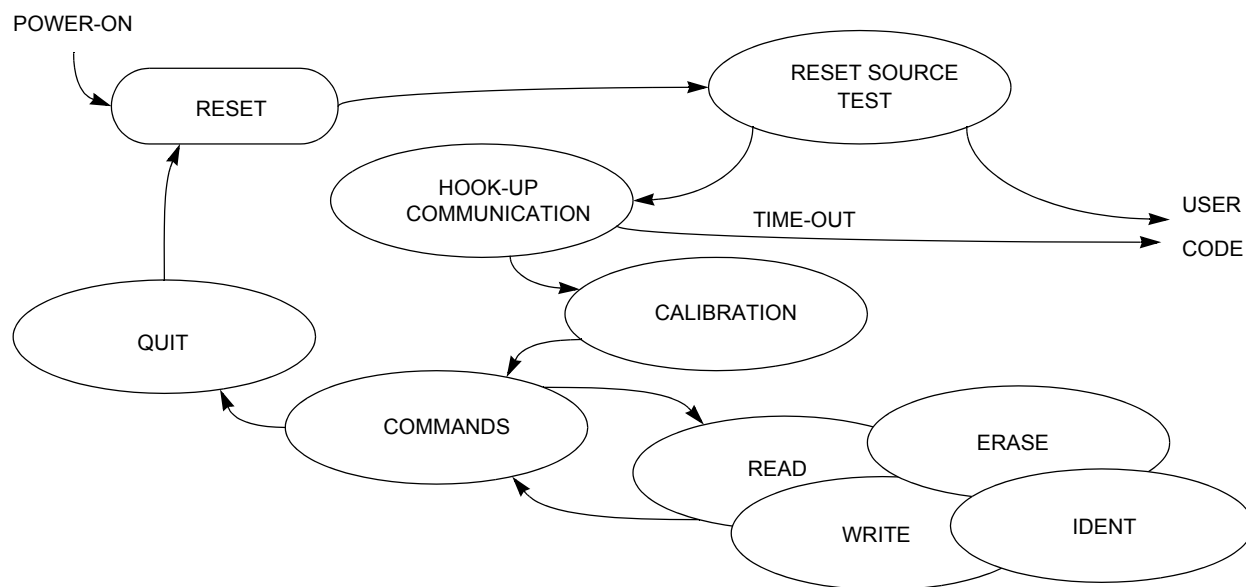 POWER-ON
RESET SOURCE
TEST
RESET
HOOK-UP
COMMUNICATION
USER
TIME-OUT
CODE
CALIBRATION
QUIT
COMMANDS
ERASE
READ
IDENT
WRITE